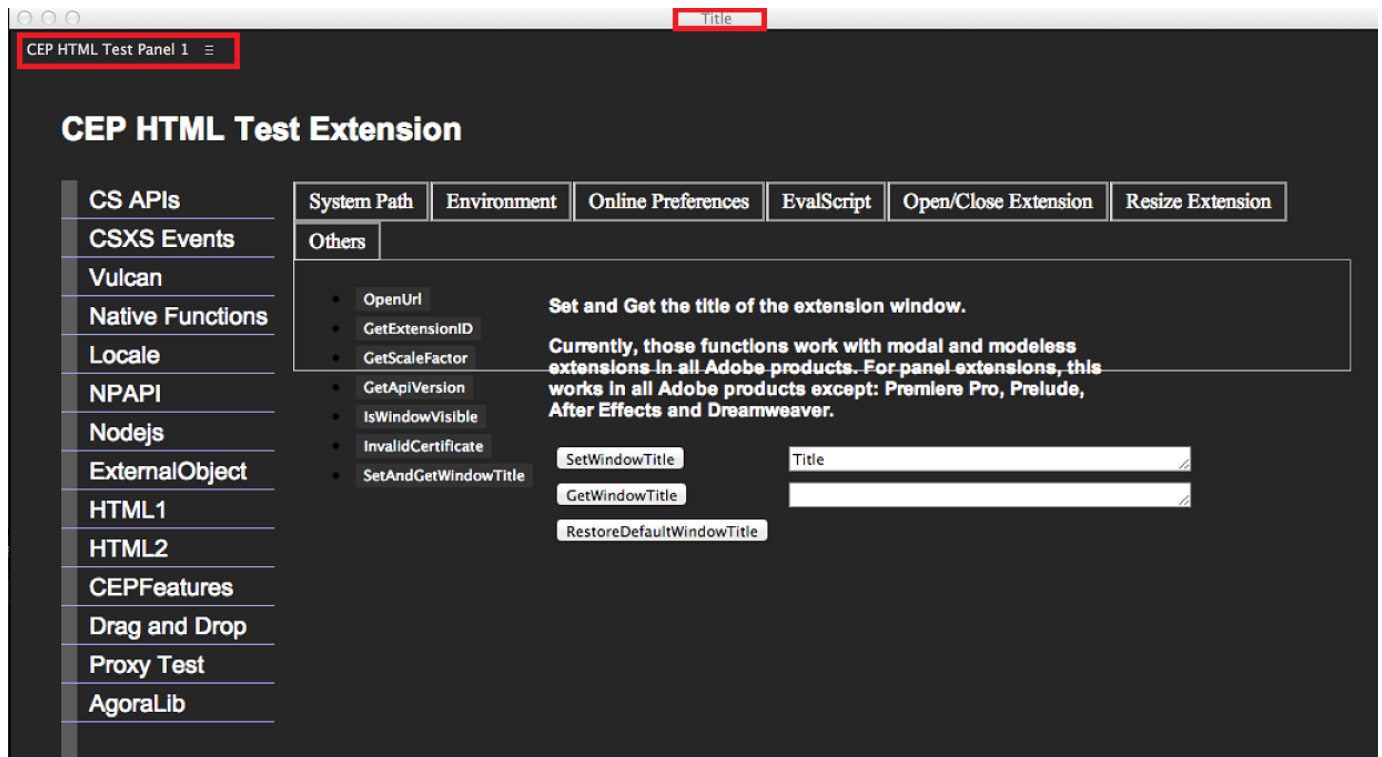 Title
CEP HTML Test Panel 1
CEP HTML Test Extension
CS APIs
CSXS Events
Vulcan
Native Functions
Locale
NPAPI
Nodejs
ExternalObject
HTML1
HTML2
CEPFeatures
Drag and Drop
Proxy Test
AgoraLib
System Path
Environment
Online Preferences
EvalScript
Open/Close Extension
Resize Extension
Others
OpenUrl
GetExtensionID
GetScaleFactor
GetApiVersion
IsWindowVisible
InvalidCertificate
SetAndGetWindowTitle
Set and Get the title of the extension window.
Currently, those functions work with modal and modeless
extensions in all Adobe products. For panel extensions, this
works in all Adobe products except: Premiere Pro, Prelude,
After Effects and Dreamweaver.
SetWindowTitle
Title
GetWindowTitle
RestoreDefaultWindowTitle